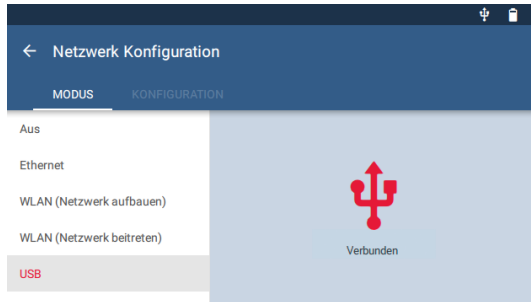 Netzwerk Konfiguration
MODUS KONFIGURATION
Aus
Ethernet
WLAN (Netzwerk aufbauen)
WLAN (Netzwerk beitreten)
USB
Verbunden